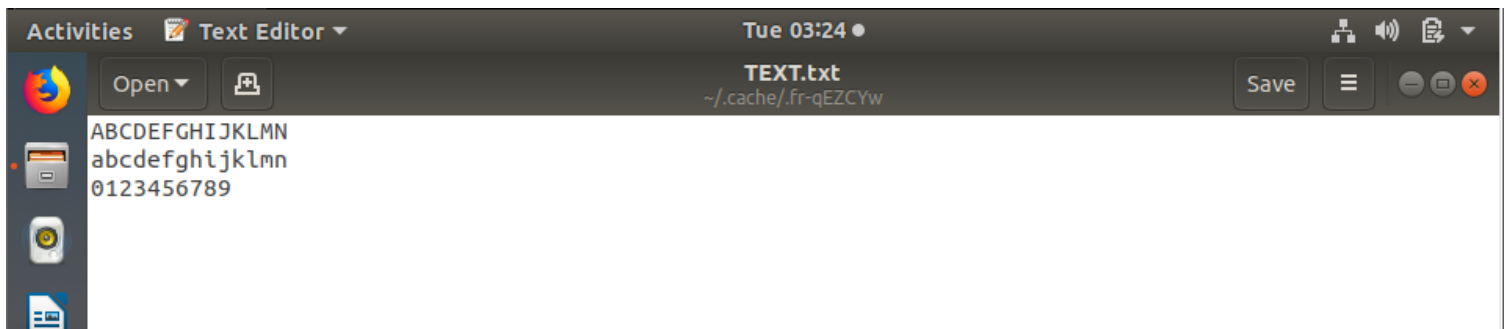 Activities Text Editor Tue 03:24
Open TEXT.txt Save
~/.cache/.fr-qEZCYw
ABCDEFGHIJKLMN
abcdefghijklmn
0123456789